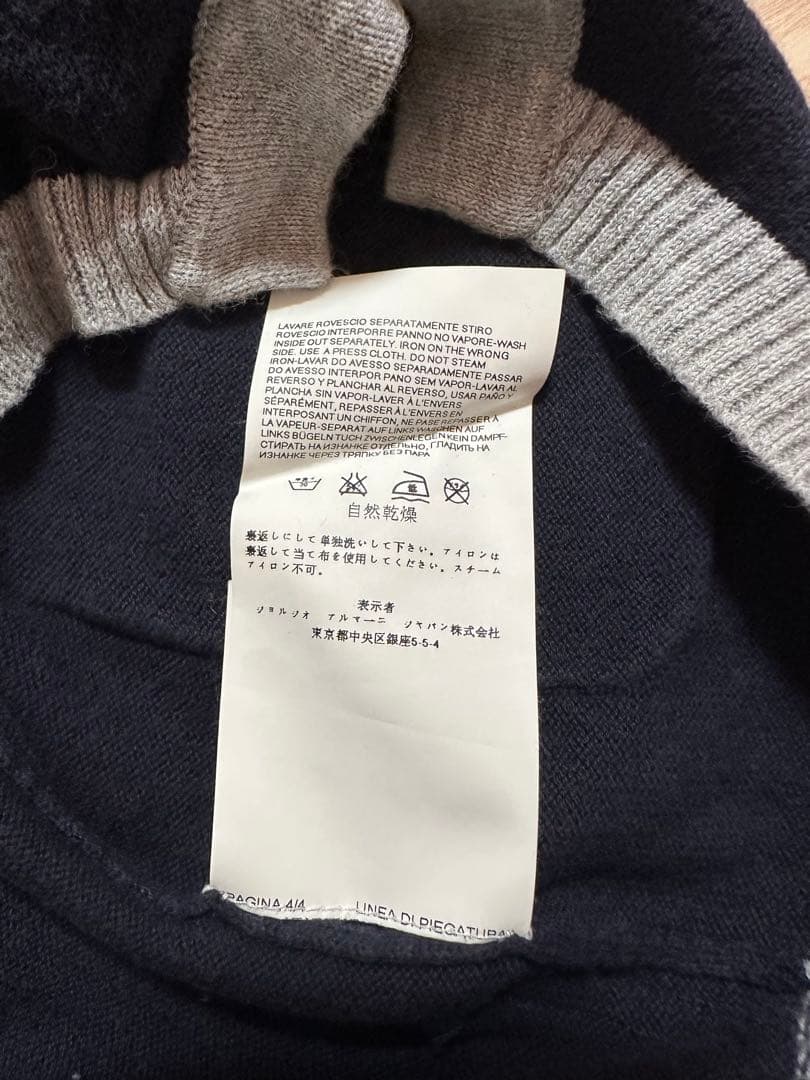 LAVARE ROVESCIO SEPARATAMENTE STIRO
ROVESCIO INTERPORRE PANNO NO VAPORE-WASH
INSIDE OUT SEPARATELY. IRON ON THE WRONG
SIDE. USE A PRESS CLOTH. DO NOT STEAM
IRON-LAVAR DO AVESSO SEPARADAMENTE PASSAR
DO AVESSO INTERPOR PANO SEM VAPOR-LAVAR AL
REVERSO Y PLANCHAR AL REVERSO, USAR PAÑO Y
PLANCHA SIN VAPOR-LAVER À L'ENVERS
SÉPARÉMENT, REPASSER À L'ENVERS EN
INTERPOSANT UN CHIFFON, NE PASE REPASSER À
LA VAPEUR-SEPARAT AUF LINKS WASCHEN AUF
LINKS BÜGELN TUCH ZWISCHENLEGEN KEIN DAMPF-
СТИРАТЬ НА ИЗНАНКЕ ОТДЕЛЬНО, ГЛАДИТЬ НА
ИЗНАНКЕ ЧЕРЕЗ ТРЯПКУ БЕЗ ПАРА
低
自然乾燥
裏返しにして単独洗いして下さい。アイロンは
裏返して当て布を使用してください。スチーム
アイロン不可。
表示者
ジョルジオ アルマーニ ジャパン株式会社
東京都中央区銀座5-5-4
PAGINA 4/4 LINEA DI PIEGATURA